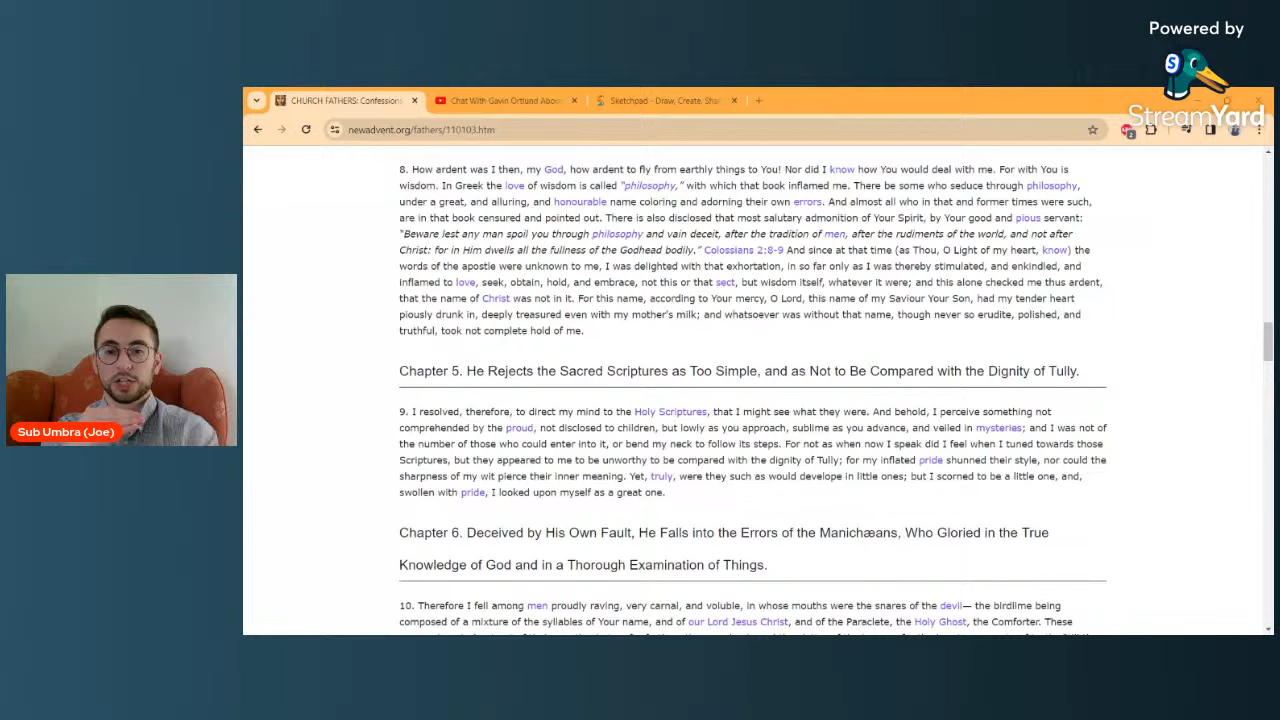 Powered by
S
StreamYard
CHURCH FATHERS: Confessions
Chat With Gavin Ortlund Abou
Sketchpad - Draw, Create, Sha
newadvent.org/fathers/110103.htm
2
8. How ardent was I then, my God, how ardent to fly from earthly things to You! Nor did I know how You would deal with me. For with You is
wisdom. In Greek the love of wisdom is called “philosophy,” with which that book inflamed me. There be some who seduce through philosophy,
under a great, and alluring, and honourable name coloring and adorning their own errors. And almost all who in that and former times were such,
are in that book censured and pointed out. There is also disclosed that most salutary admonition of Your Spirit, by Your good and pious servant:
“Beware lest any man spoil you through philosophy and vain deceit, after the tradition of men, after the rudiments of the world, and not after
Christ: for in Him dwells all the fullness of the Godhead bodily.” Colossians 2:8-9 And since at that time (as Thou, O Light of my heart, know) the
words of the apostle were unknown to me, I was delighted with that exhortation, in so far only as I was thereby stimulated, and enkindled, and
inflamed to love, seek, obtain, hold, and embrace, not this or that sect, but wisdom itself, whatever it were; and this alone checked me thus ardent,
that the name of Christ was not in it. For this name, according to Your mercy, O Lord, this name of my Saviour Your Son, had my tender heart
piously drunk in, deeply treasured even with my mother's milk; and whatsoever was without that name, though never so erudite, polished, and
truthful, took not complete hold of me.
Chapter 5. He Rejects the Sacred Scriptures as Too Simple, and as Not to Be Compared with the Dignity of Tully.
9. I resolved, therefore, to direct my mind to the Holy Scriptures, that I might see what they were. And behold, I perceive something not
comprehended by the proud, not disclosed to children, but lowly as you approach, sublime as you advance, and veiled in mysteries; and I was not of
the number of those who could enter into it, or bend my neck to follow its steps. For not as when now I speak did I feel when I tuned towards those
Scriptures, but they appeared to me to be unworthy to be compared with the dignity of Tully; for my inflated pride shunned their style, nor could the
sharpness of my wit pierce their inner meaning. Yet, truly, were they such as would develope in little ones; but I scorned to be a little one, and,
swollen with pride, I looked upon myself as a great one.
Chapter 6. Deceived by His Own Fault, He Falls into the Errors of the Manichæans, Who Gloried in the True
Knowledge of God and in a Thorough Examination of Things.
10. Therefore I fell among men proudly raving, very carnal, and voluble, in whose mouths were the snares of the devil— the birdlime being
composed of a mixture of the syllables of Your name, and of our Lord Jesus Christ, and of the Paraclete, the Holy Ghost, the Comforter. These
Sub Umbra (Joe)